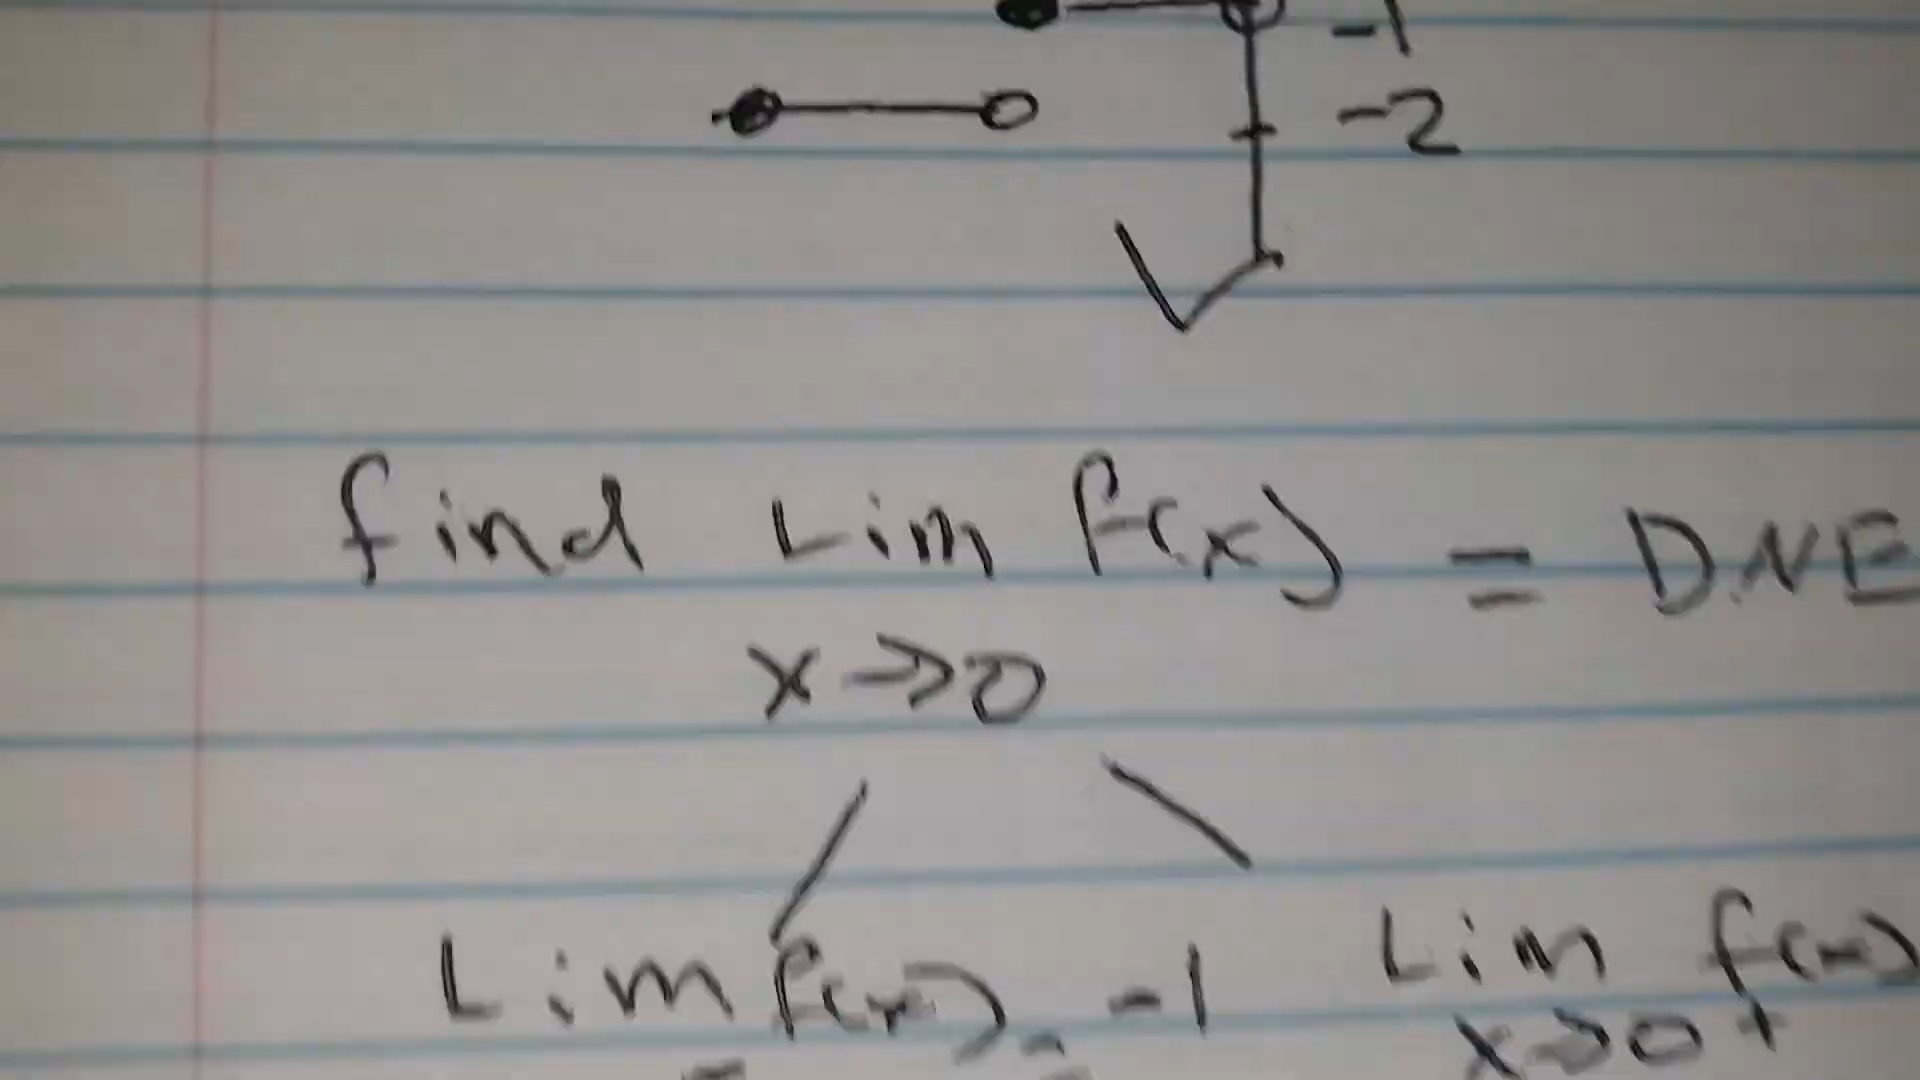 -1
-2
find Lim f(x) = DNE
x→0
Lim f(x) = -1 Lim f(x)
x→0+